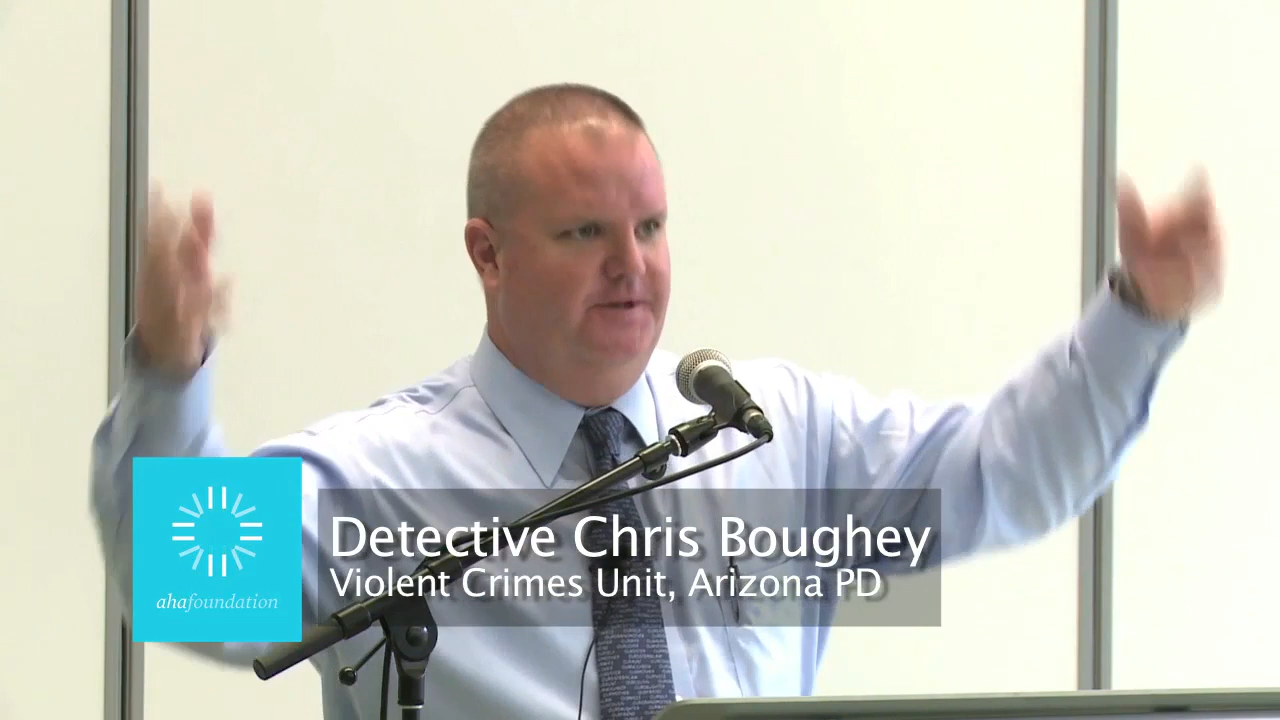 Detective Chris Boughey
Violent Crimes Unit, Arizona PD
ahafoundation